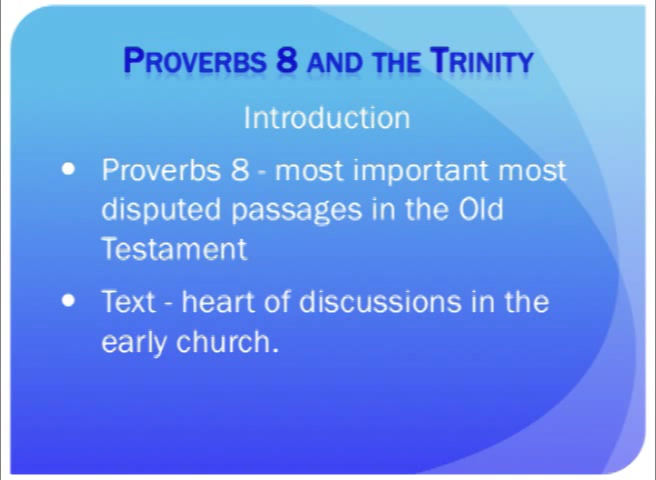 PROVERBS 8 AND THE TRINITY
Introduction
• Proverbs 8 - most important most
disputed passages in the Old
Testament
• Text - heart of discussions in the
early church.